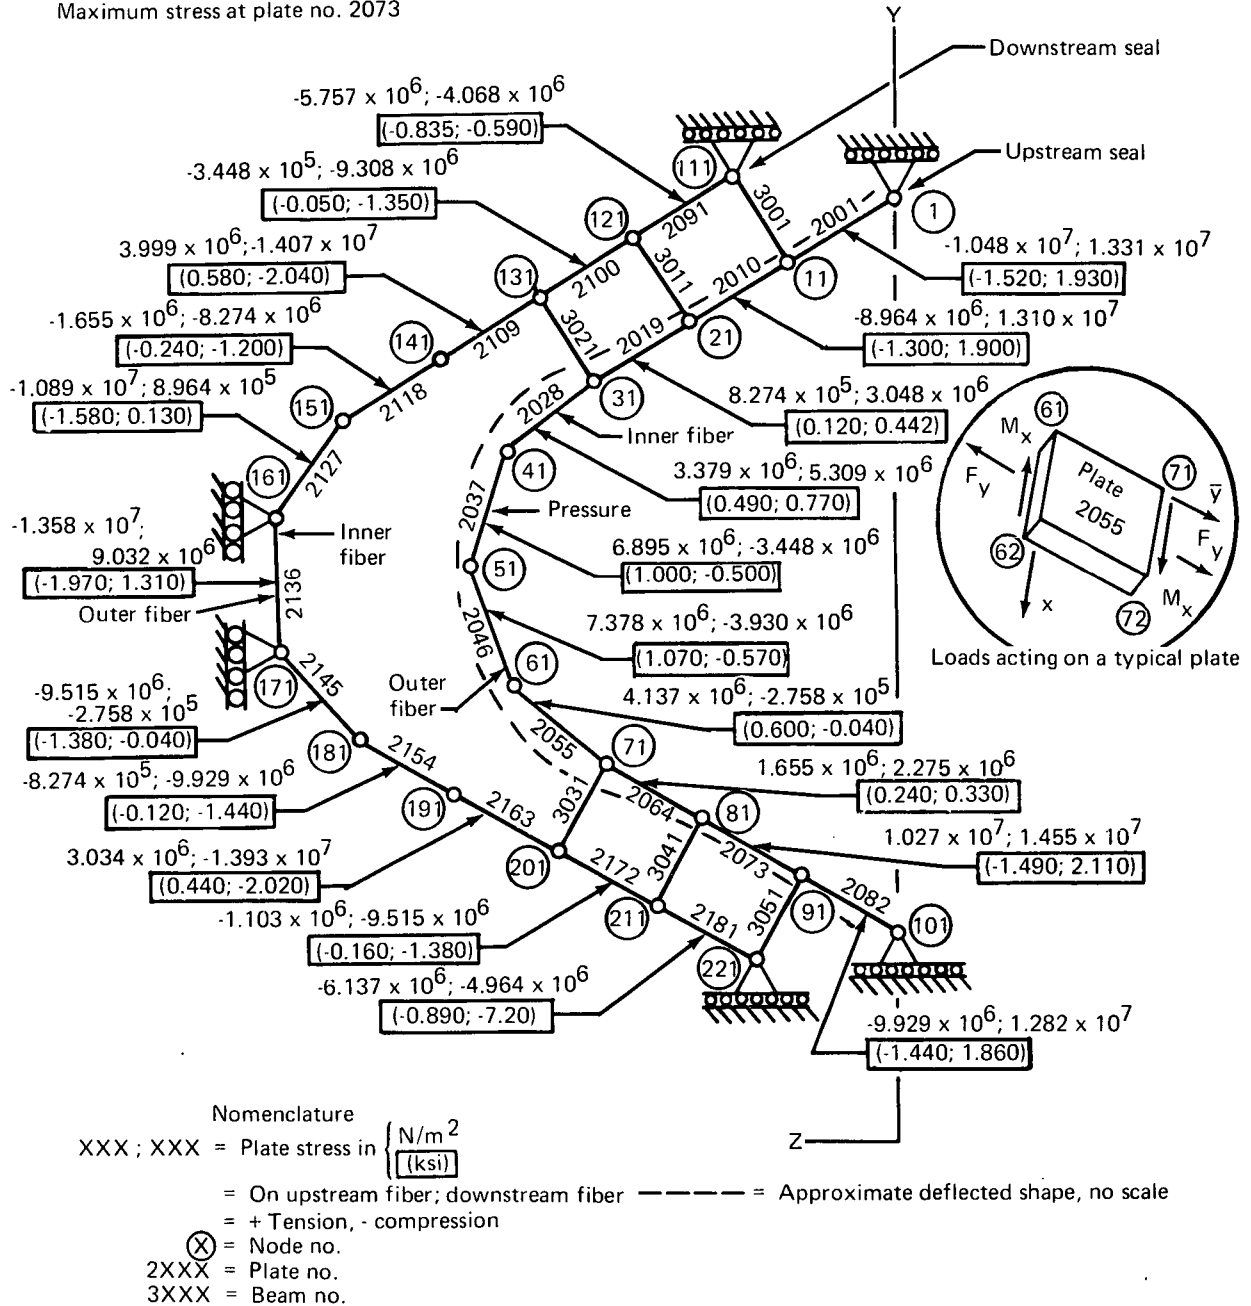 Maximum stress at plate no. 2073
Y
Downstream seal
-5.757 x 10^6; -4.068 x 10^6
(-0.835; -0.590)
111
Upstream seal
-3.448 x 10^5; -9.308 x 10^6
(-0.050; -1.350)
121
2091
3001
2001
1
-1.048 x 10^7; 1.331 x 10^7
(-1.520; 1.930)
3.999 x 10^6;-1.407 x 10^7
(0.580; -2.040)
131
2100
3011
2010
11
-1.655 x 10^6; -8.274 x 10^6
(-0.240; -1.200)
141
2109
3021
2019
21
-8.964 x 10^6; 1.310 x 10^7
(-1.300; 1.900)
-1.089 x 10^7; 8.964 x 10^5
(-1.580; 0.130)
151
2118
2028
31
Inner fiber
8.274 x 10^5; 3.048 x 10^6
(0.120; 0.442)
161
2127
41
3.379 x 10^6; 5.309 x 10^6
(0.490; 0.770)
-1.358 x 10^7;
9.032 x 10^6
(-1.970; 1.310)
Inner
fiber
2037
Pressure
6.895 x 10^6; -3.448 x 10^6
(1.000; -0.500)
51
Outer fiber
2136
7.378 x 10^6; -3.930 x 10^6
(1.070; -0.570)
2046
61
Outer
fiber
171
2145
-9.515 x 10^6;
-2.758 x 10^5
(-1.380; -0.040)
4.137 x 10^6; -2.758 x 10^5
(0.600; -0.040)
61
M_x
F_y
Plate
2055
71
y̅
F_y
62
x
72
M_x
Loads acting on a typical plate
181
2154
2055
71
1.655 x 10^6; 2.275 x 10^6
(0.240; 0.330)
-8.274 x 10^5; -9.929 x 10^6
(-0.120; -1.440)
191
2163
3031
2064
81
1.027 x 10^7; 1.455 x 10^7
(-1.490; 2.110)
3.034 x 10^6; -1.393 x 10^7
(0.440; -2.020)
201
2172
3041
2073
2082
-1.103 x 10^6; -9.515 x 10^6
(-0.160; -1.380)
211
2181
3051
91
101
-6.137 x 10^6; -4.964 x 10^6
(-0.890; -7.20)
221
-9.929 x 10^6; 1.282 x 10^7
(-1.440; 1.860)
Z
Nomenclature
XXX ; XXX = Plate stress in { N/m^2
(ksi)
= On upstream fiber; downstream fiber
— — — — = Approximate deflected shape, no scale
= + Tension, - compression
X = Node no.
2XXX = Plate no.
3XXX = Beam no.